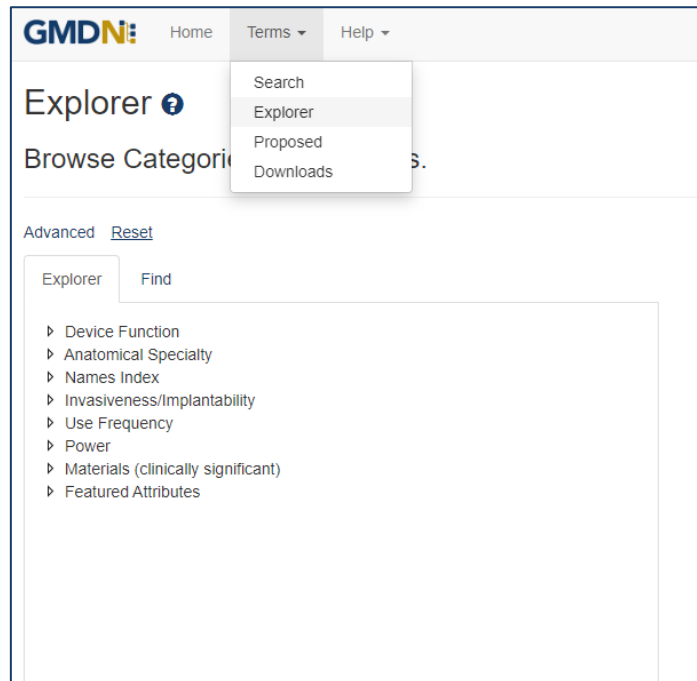 GMDN Home Terms Help
Search
Explorer
Proposed
Downloads
Explorer ?
Browse Categori s.
Advanced Reset
Explorer Find
Device Function
Anatomical Specialty
Names Index
Invasiveness/Implantability
Use Frequency
Power
Materials (clinically significant)
Featured Attributes